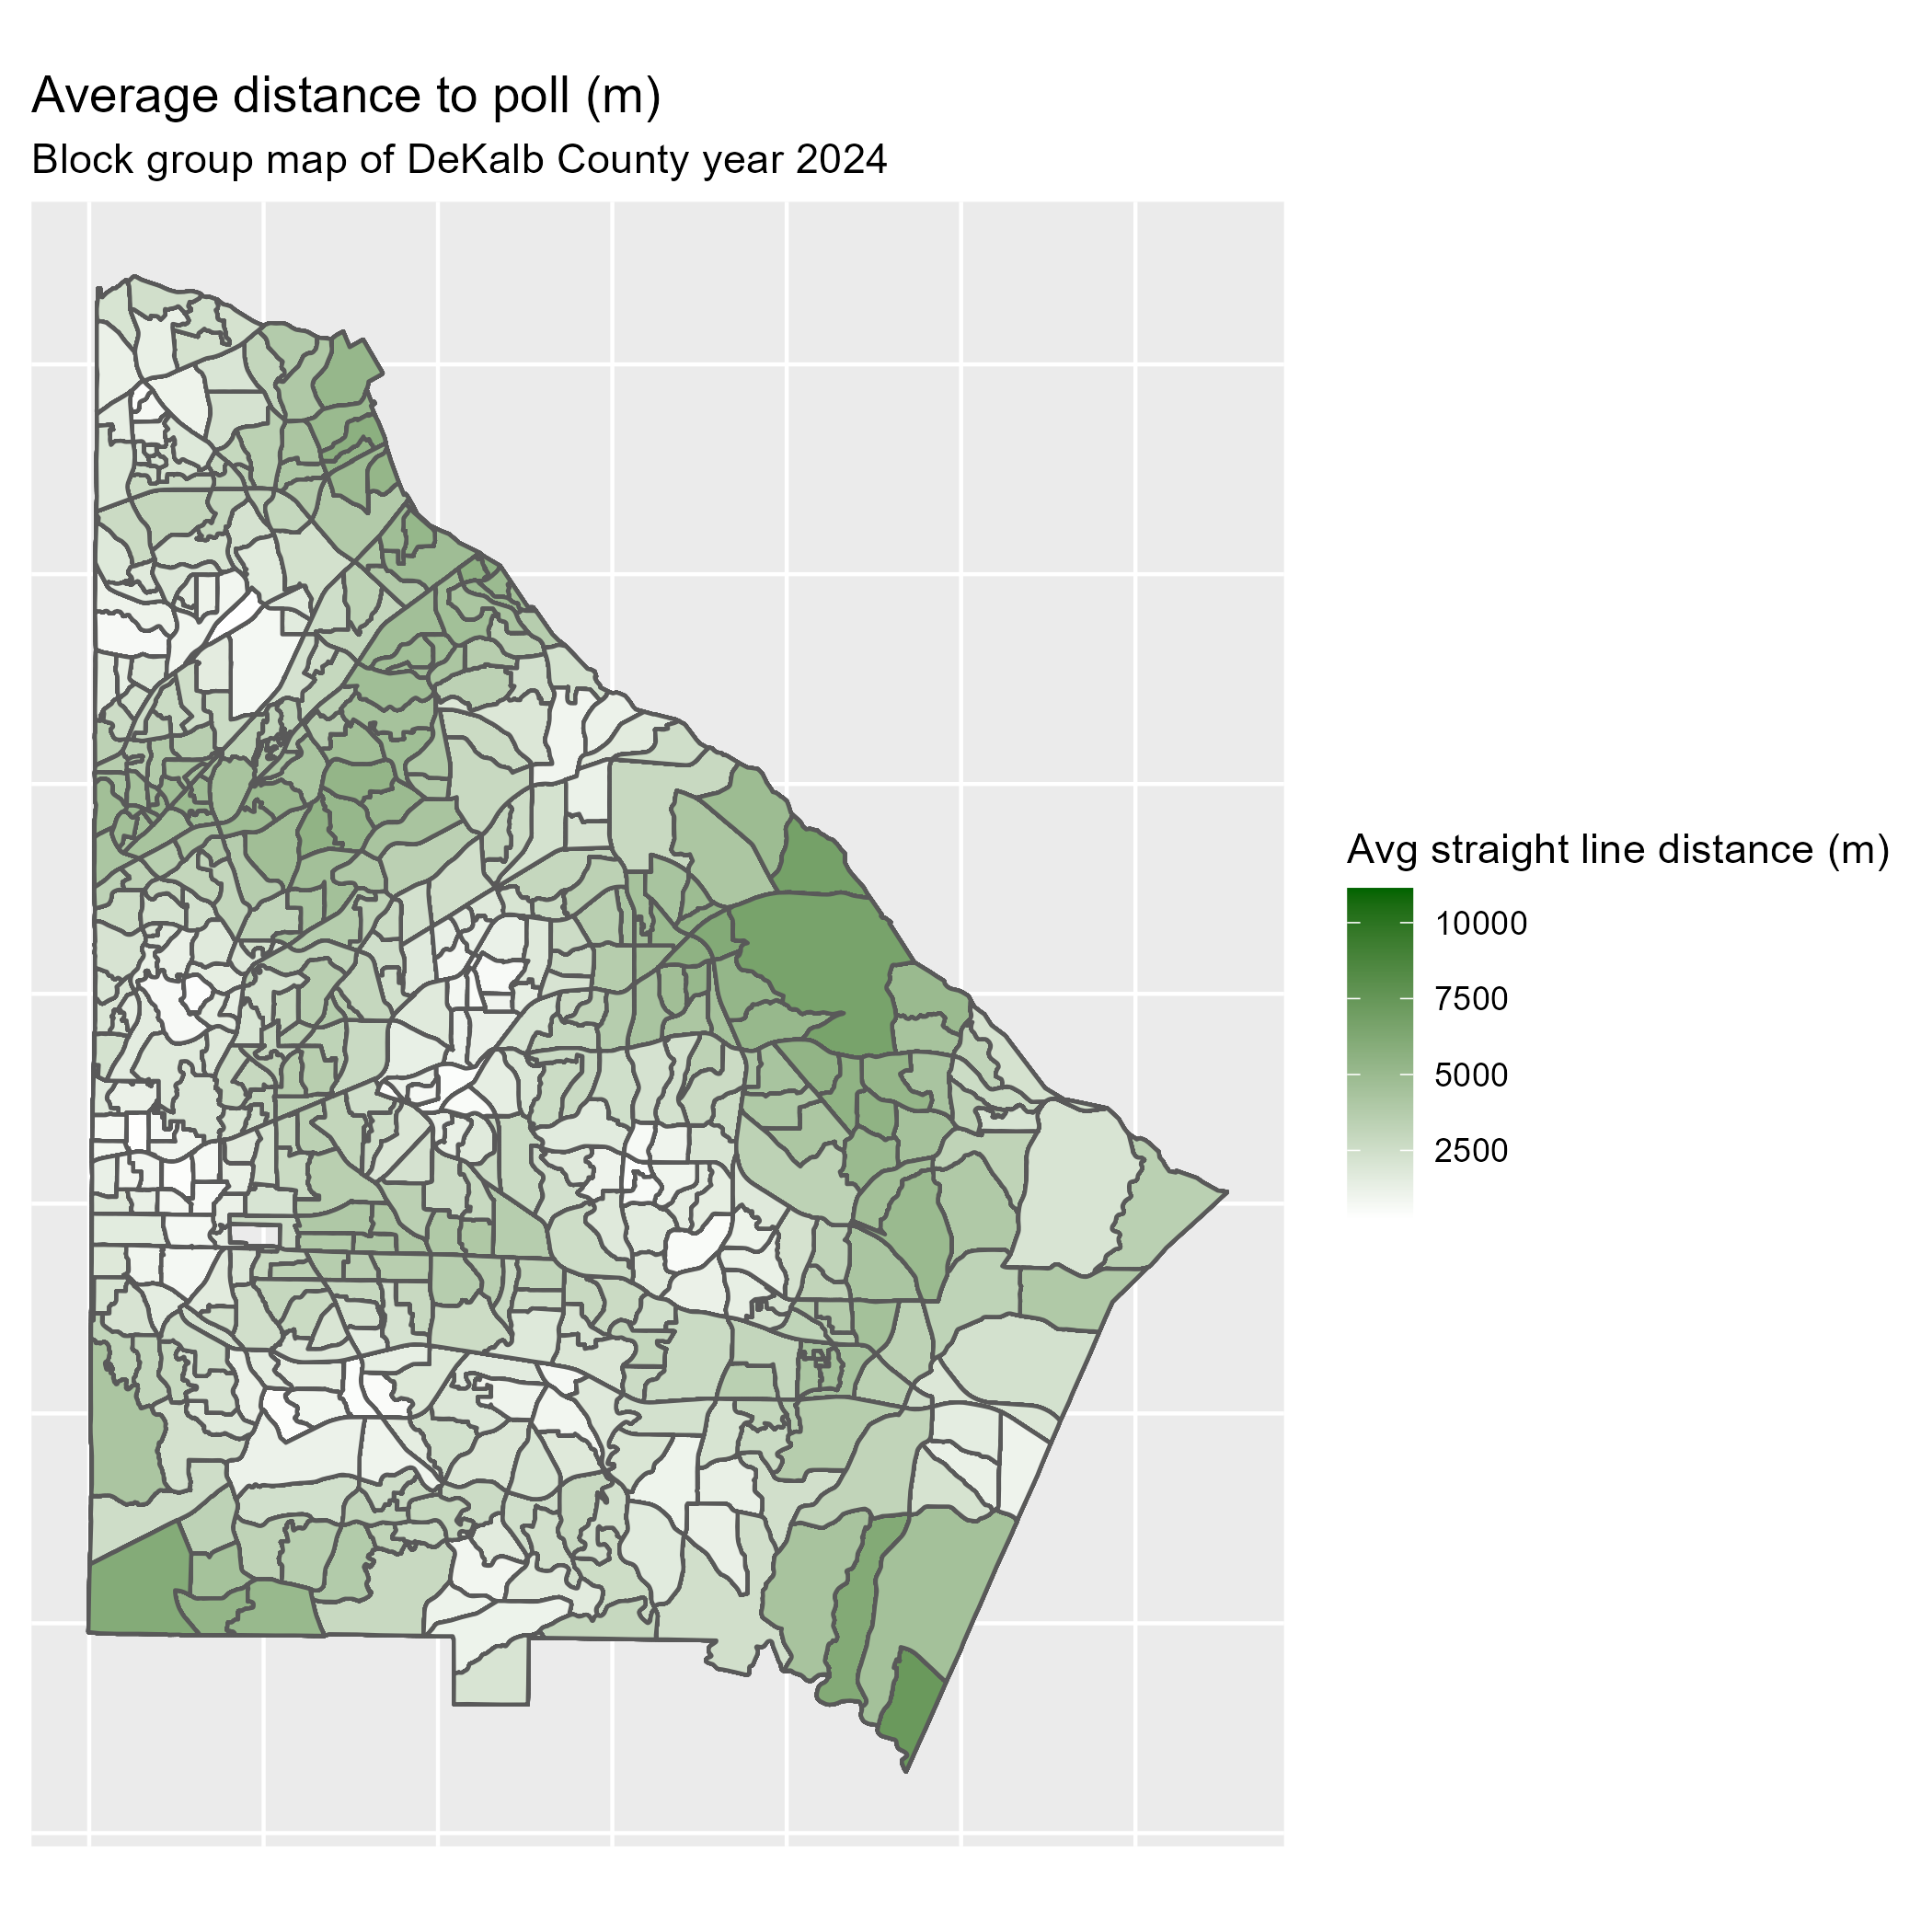 Average distance to poll (m)
Block group map of DeKalb County year 2024
Avg straight line distance (m)
10000
7500
5000
2500